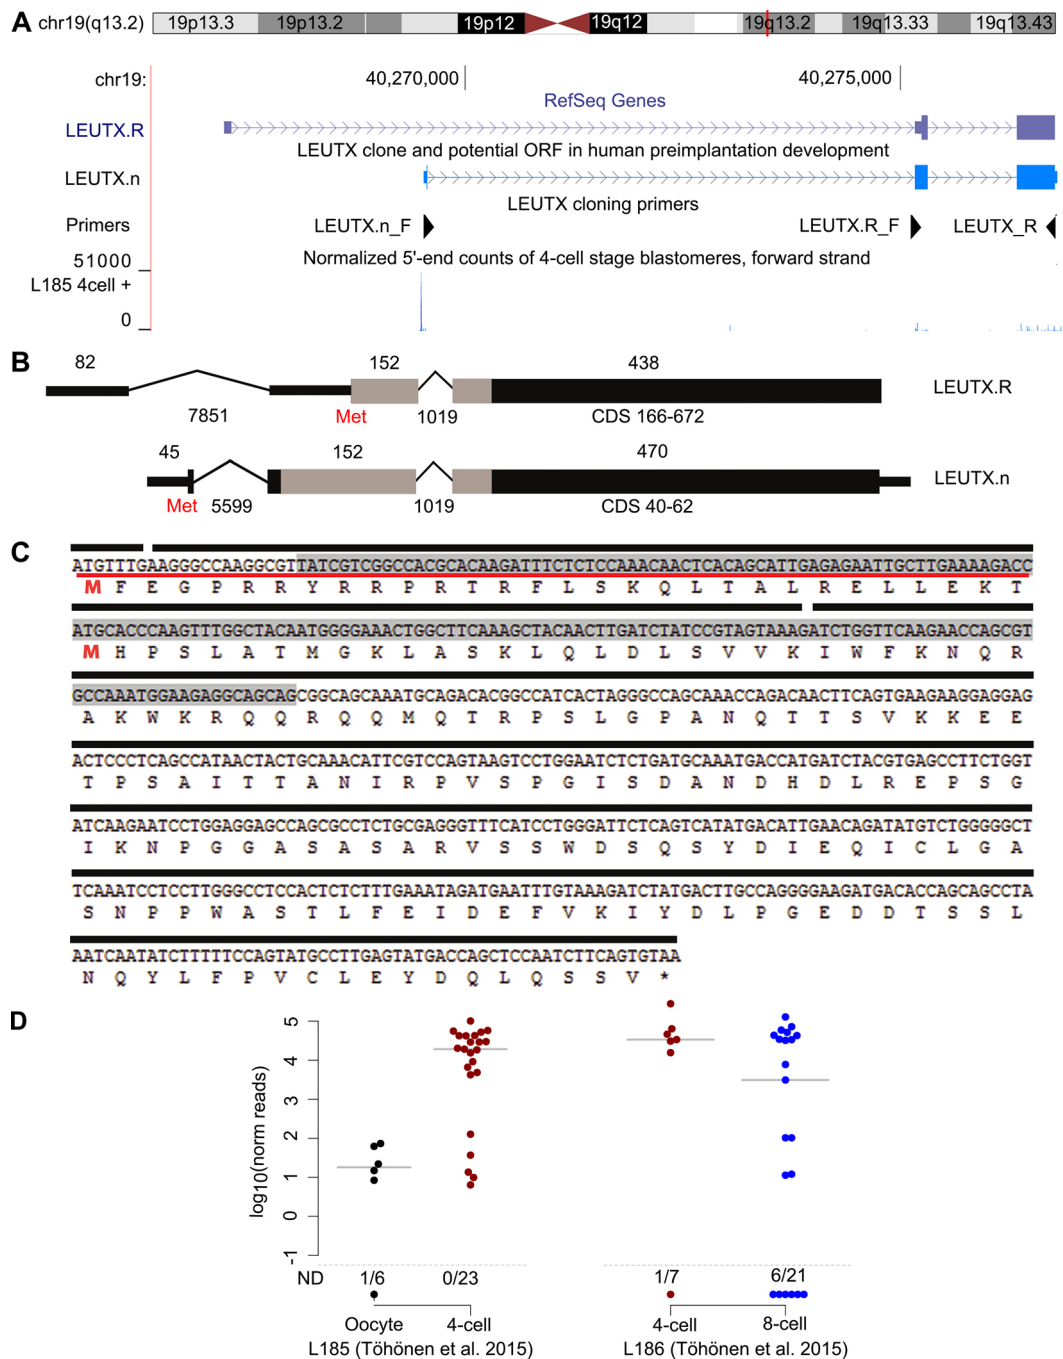 A
chr19(q13.2)
19p13.3
19p13.2
19p12
19q12
19q13.2
19q13.33
19q13.43
chr19:
40,270,000
40,275,000
RefSeq Genes
LEUTX.R
LEUTX clone and potential ORF in human preimplantation development
LEUTX.n
LEUTX cloning primers
Primers
LEUTX.n_F
LEUTX.R_F
LEUTX_R
51000
Normalized 5'-end counts of 4-cell stage blastomeres, forward strand
L185 4cell +
0
B
82
152
438
LEUTX.R
7851
Met
1019
CDS 166-672
45
152
470
LEUTX.n
Met
5599
1019
CDS 40-62
C
ATGTTTGAAGGGCCAAGGCGTTATCGTCGGCCACGCACAAGATTTCTCTCCAAACAACTCACAGCATTGAGAGAATTGCTTGAAAAGACC
M F E G P R R Y R R P R T R F L S K Q L T A L R E L L E K T
ATGCACCCAAGTTTGGCTACAATGGGGAAACTGGCTTCAAAGCTACAACTTGATCTATCCGTAGTAAAGATCTGGTTCAAGAACCAGCGT
M H P S L A T M G K L A S K L Q L D L S V V K I W F K N Q R
GCCAAATGGAAGAGGCAGCAGCGGCAGCAAATGCAGACACGGCCATCACTAGGGCCAGCAAACCAGACAACTTCAGTGAAGAAGGAGGAG
A K W K R Q Q R Q Q M Q T R P S L G P A N Q T T S V K K E E
ACTCCCTCAGCCATAACTACTGCAAACATTCGTCCAGTAAGTCCTGGAATCTCTGATGCAAATGACCATGATCTACGTGAGCCTTCTGGT
T P S A I T T A N I R P V S P G I S D A N D H D L R E P S G
ATCAAGAATCCTGGAGGAGCCAGCGCCTCTGCGAGGGTTTCATCCTGGGATTCTCAGTCATATGACATTGAACAGATATGTCTGGGGGCT
I K N P G G A S A S A R V S S W D S Q S Y D I E Q I C L G A
TCAAATCCTCCTTGGGCCTCCACTCTCTTTGAAATAGATGAATTTGTAAAGATCTATGACTTGCCAGGGGAAGATGACACCAGCAGCCTA
S N P P W A S T L F E I D E F V K I Y D L P G E D D T S S L
AATCAATATCTTTTTCCAGTATGCCTTGAGTATGACCAGCTCCAATCTTCAGTGTAA
N Q Y L F P V C L E Y D Q L Q S S V *
D
log10(norm reads)
5
4
3
2
1
0
-1
ND
1/6
0/23
1/7
6/21
Oocyte
4-cell
4-cell
8-cell
L185 (Töhönen et al. 2015)
L186 (Töhönen et al. 2015)